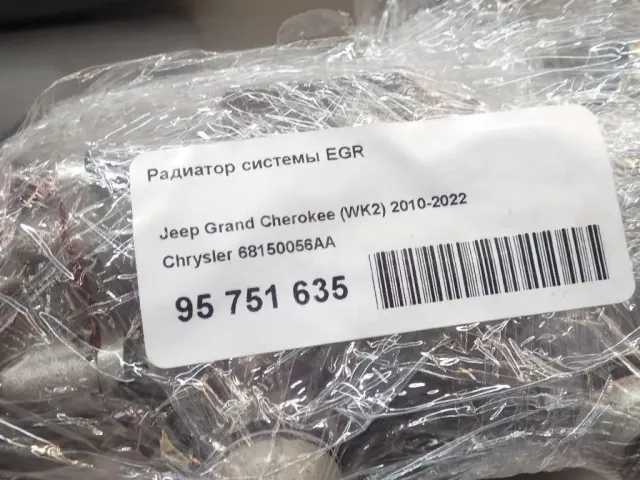 Радиатор системы EGR
Jeep Grand Cherokee (WK2) 2010-2022
Chrysler 68150056AA
95 751 635